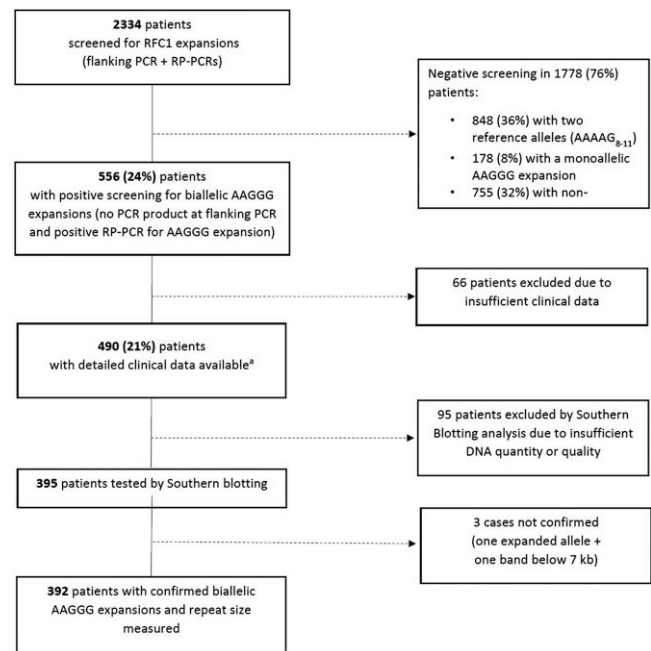 2334 patients
screened for RFC1 expansions
(flanking PCR + RP-PCRs)
Negative screening in 1778 (76%)
patients:
• 848 (36%) with two
reference alleles (AAAAG8-11)
• 178 (8%) with a monoallelic
AAGGG expansion
• 755 (32%) with non-
556 (24%) patients
with positive screening for biallelic AAGGG
expansions (no PCR product at flanking PCR
and positive RP-PCR for AAGGG expansion)
66 patients excluded due to
insufficient clinical data
490 (21%) patients
with detailed clinical data availableª
95 patients excluded by Southern
Blotting analysis due to insufficient
DNA quantity or quality
395 patients tested by Southern blotting
3 cases not confirmed
(one expanded allele +
one band below 7 kb)
392 patients with confirmed biallelic
AAGGG expansions and repeat size
measured